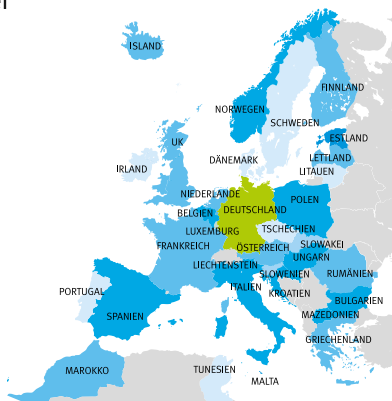 ISLAND
FINNLAND
NORWEGEN
SCHWEDEN
ESTLAND
UK
DÄNEMARK
LETTLAND
IRLAND
LITAUEN
NIEDERLANDE
POLEN
BELGIEN
DEUTSCHLAND
LUXEMBURG
TSCHECHIEN
FRANKREICH
ÖSTERREICH
SLOWAKEI
UNGARN
LIECHTENSTEIN
SLOWENIEN
RUMÄNIEN
ITALIEN
KROATIEN
PORTUGAL
BULGARIEN
SPANIEN
MAZEDONIEN
GRIECHENLAND
MAROKKO
TUNESIEN
MALTA